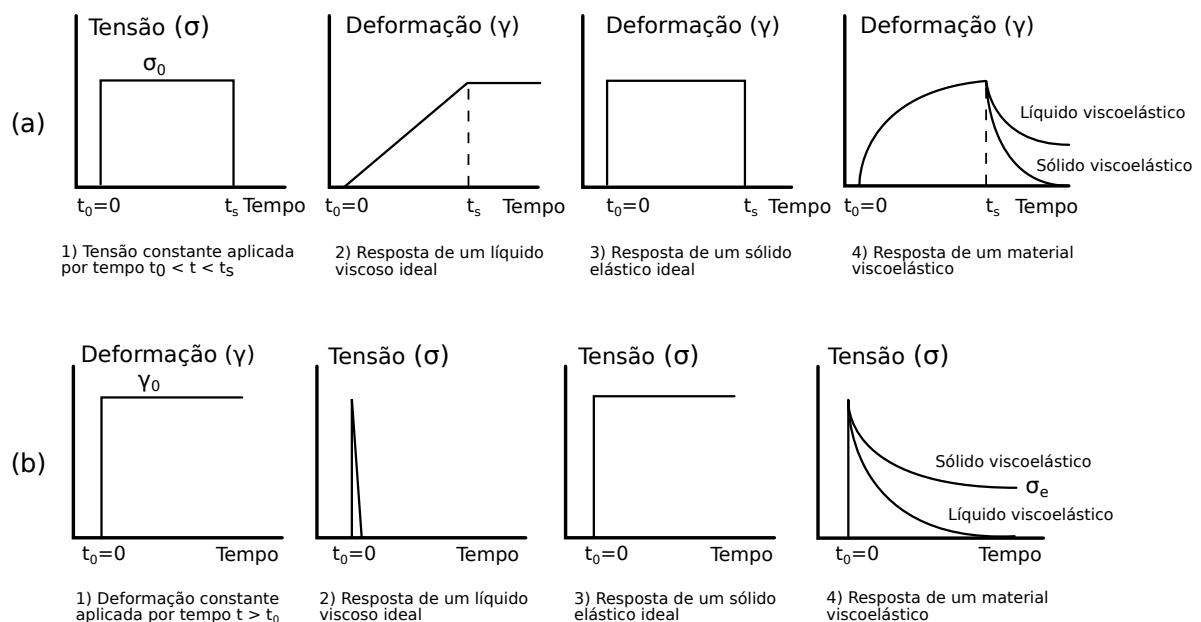 (a)
Tensão (σ)
σ0
t0=0
ts Tempo
1) Tensão constante aplicada
por tempo t0 < t < ts
Deformação (γ)
t0=0
ts
Tempo
2) Resposta de um líquido
viscoso ideal
Deformação (γ)
t0=0
ts Tempo
3) Resposta de um sólido
elástico ideal
Deformação (γ)
Líquido viscoelástico
Sólido viscoelástico
t0=0
ts
Tempo
4) Resposta de um material
viscoelástico
(b)
Deformação (γ)
γ0
t0=0
Tempo
1) Deformação constante
aplicada por tempo t > t0
Tensão (σ)
t0=0
Tempo
2) Resposta de um líquido
viscoso ideal
Tensão (σ)
t0=0
Tempo
3) Resposta de um sólido
elástico ideal
Tensão (σ)
Sólido viscoelástico
σe
Líquido viscoelástico
t0=0
Tempo
4) Resposta de um material
viscoelástico